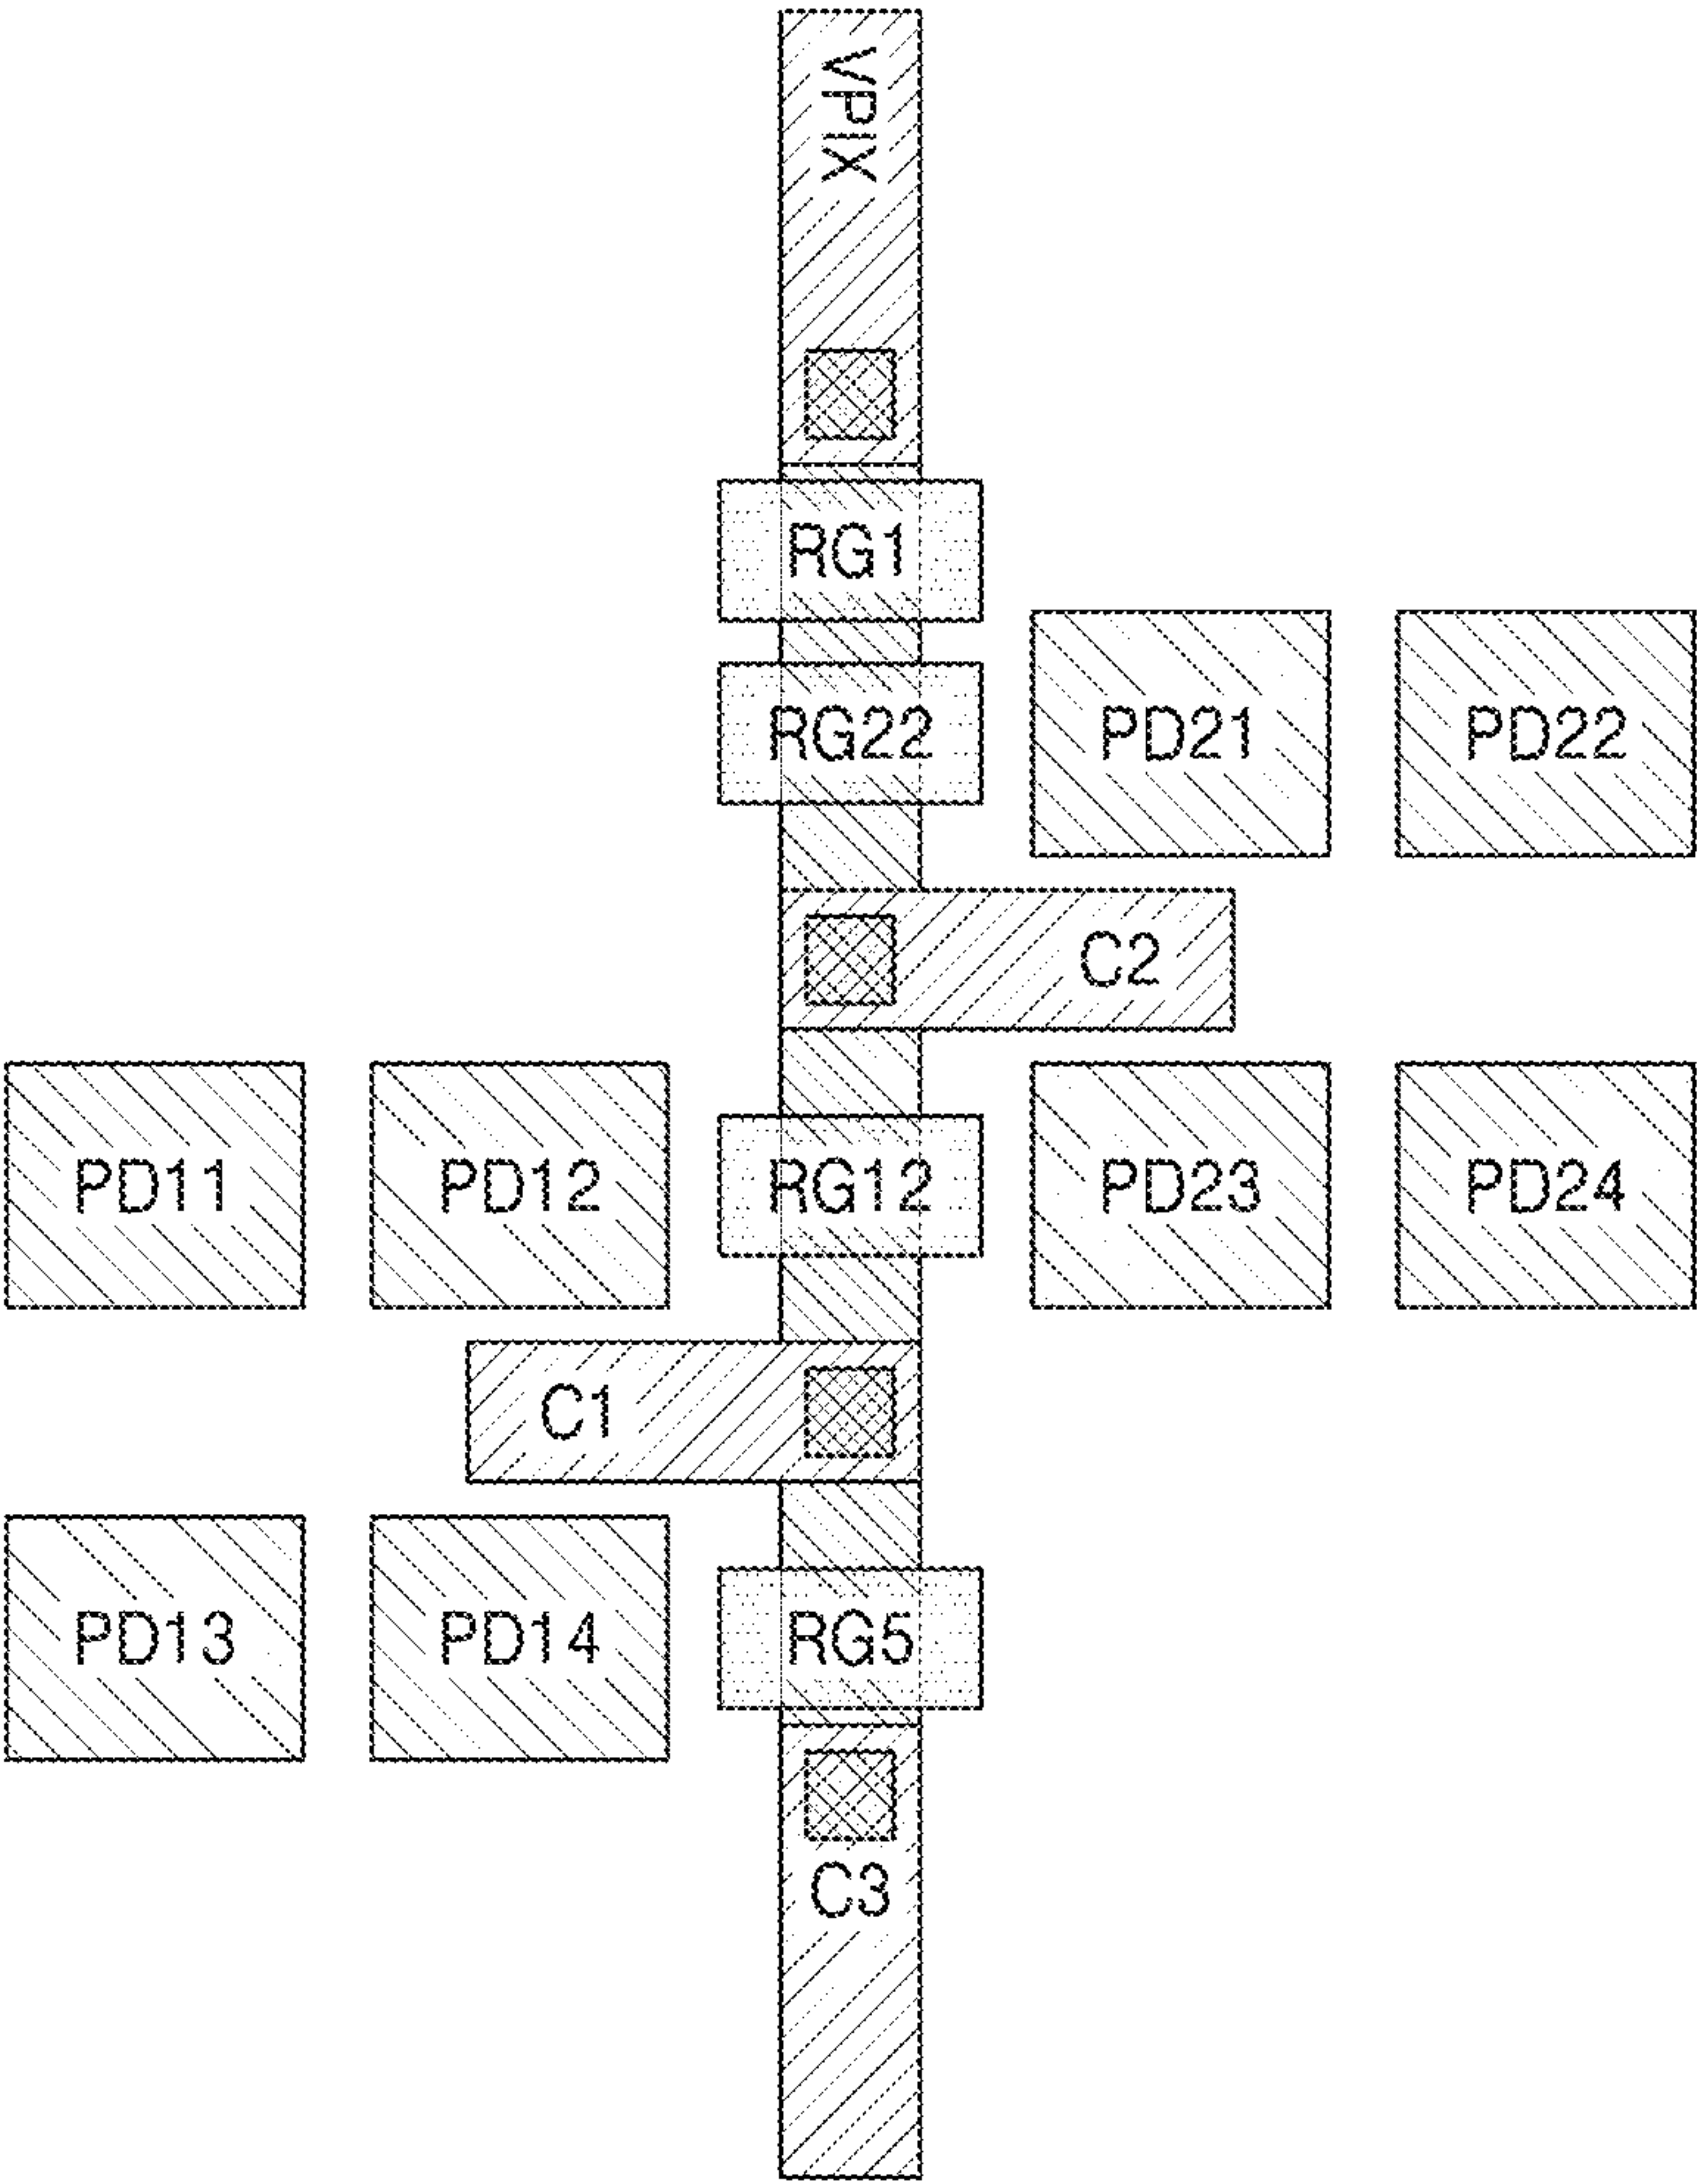 VPIX
RG1
RG22 PD21 PD22
C2
PD11 PD12 RG12 PD23 PD24
C1
PD13 PD14 RG5
C3